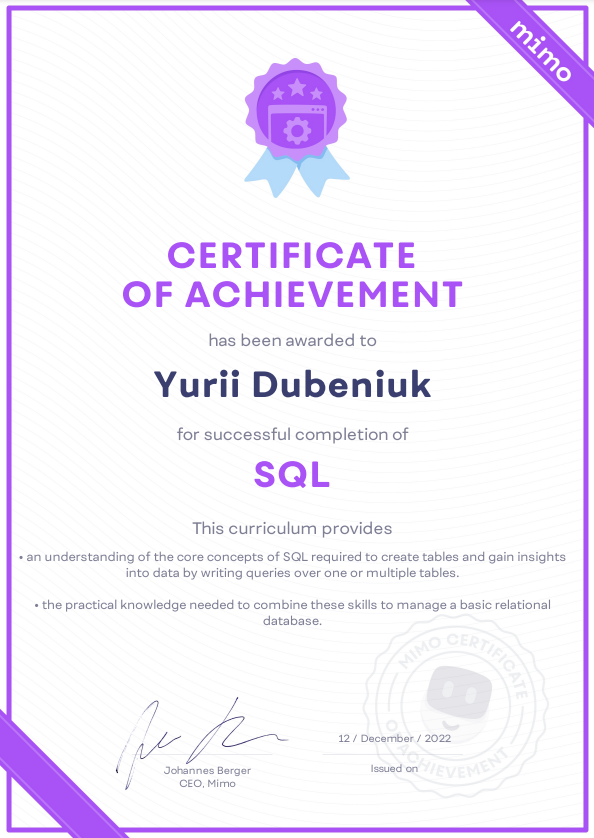 mimo
CERTIFICATE
OF ACHIEVEMENT
has been awarded to
Yurii Dubeniuk
for successful completion of
SQL
This curriculum provides
• an understanding of the core concepts of SQL required to create tables and gain insights
into data by writing queries over one or multiple tables.
• the practical knowledge needed to combine these skills to manage a basic relational
database.
MIMO CERTIFICATE
OF ACHIEVEMENT
12 / December / 2022
Johannes Berger
Issued on
CEO, Mimo